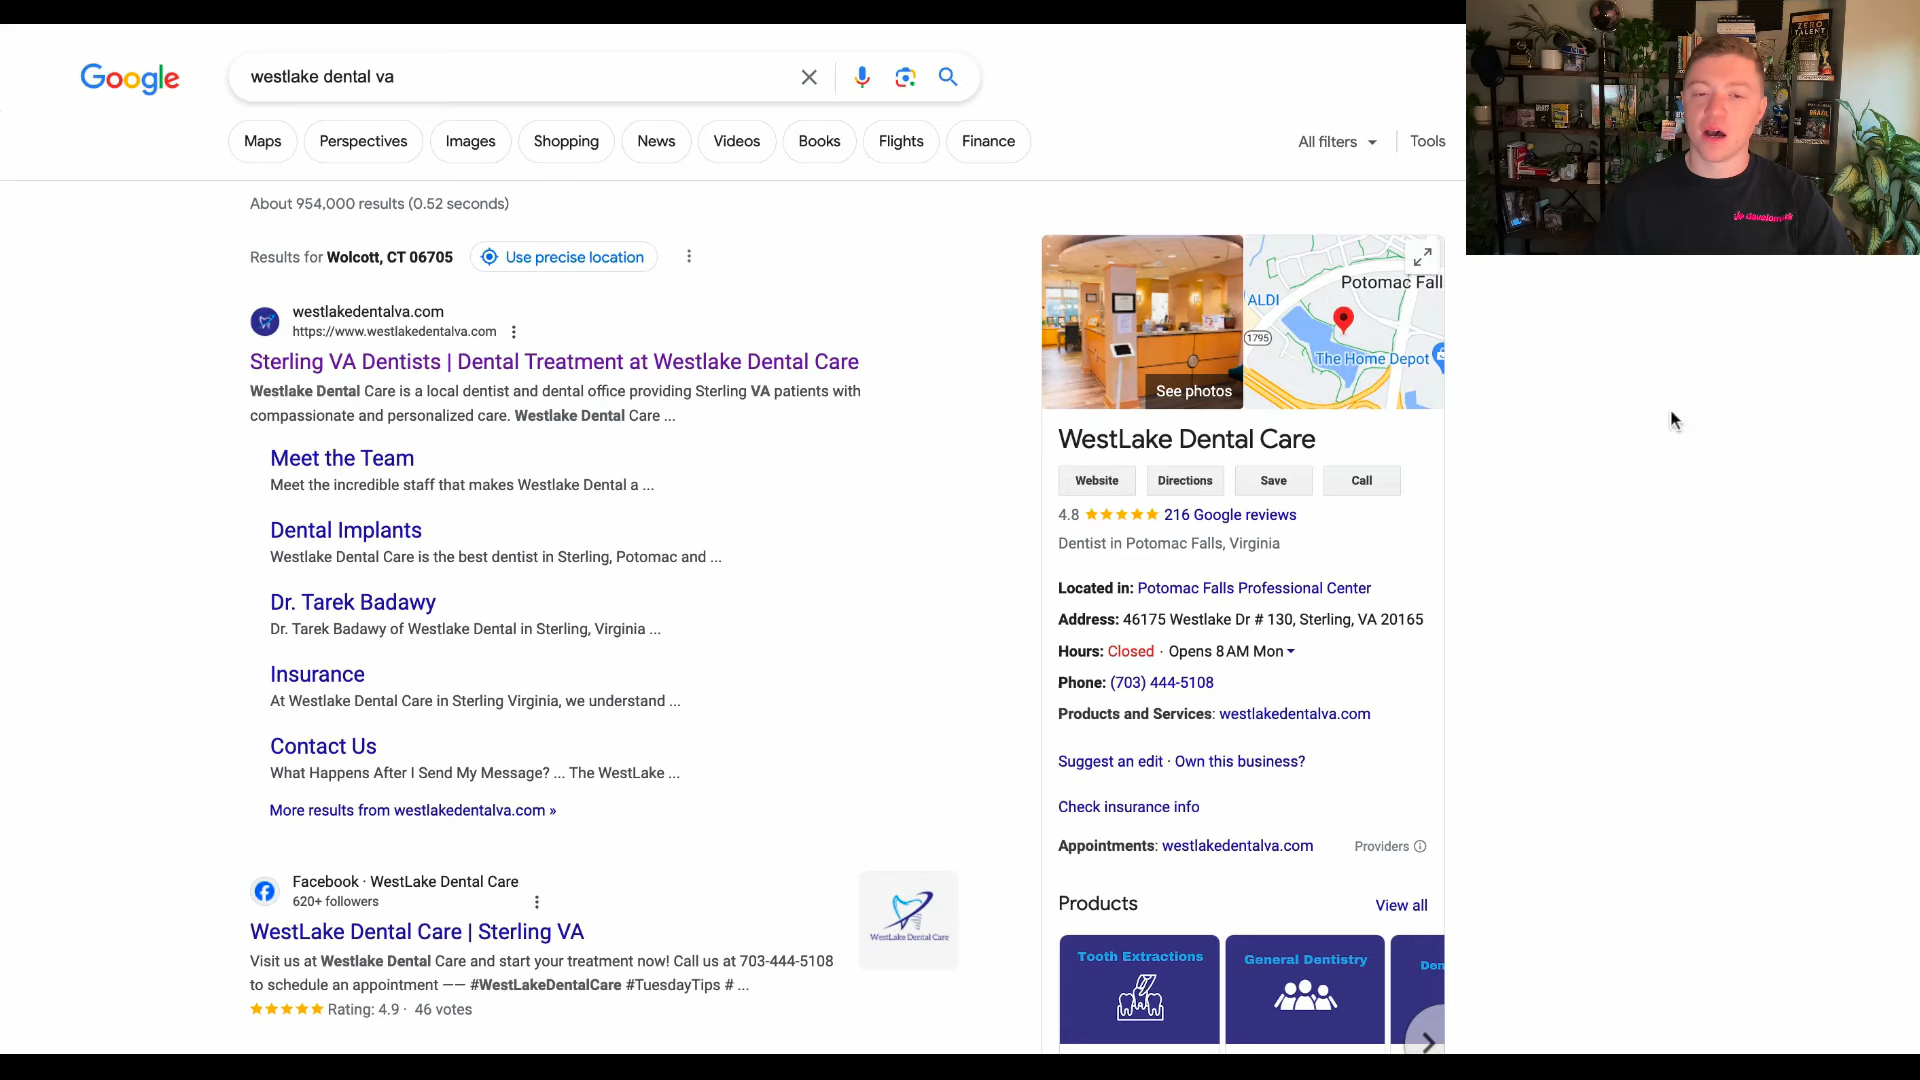 Google
westlake dental va
Maps
Perspectives
Images
Shopping
News
Videos
Books
Flights
Finance
All filters
Tools
About 954,000 results (0.52 seconds)
Results for Wolcott, CT 06705
Use precise location
westlakedentalva.com
https://www.westlakedentalva.com
Sterling VA Dentists | Dental Treatment at Westlake Dental Care
Westlake Dental Care is a local dentist and dental office providing Sterling VA patients with
compassionate and personalized care. Westlake Dental Care ...
Meet the Team
Meet the incredible staff that makes Westlake Dental a ...
Dental Implants
Westlake Dental Care is the best dentist in Sterling, Potomac and ...
Dr. Tarek Badawy
Dr. Tarek Badawy of Westlake Dental in Sterling, Virginia ...
Insurance
At Westlake Dental Care in Sterling Virginia, we understand ...
Contact Us
What Happens After I Send My Message? ... The WestLake ...
More results from westlakedentalva.com »
Facebook · WestLake Dental Care
620+ followers
WestLake Dental Care | Sterling VA
Visit us at Westlake Dental Care and start your treatment now! Call us at 703-444-5108
to schedule an appointment —– #WestLakeDentalCare #TuesdayTips # ...
Rating: 4.9 · 46 votes
WestLake Dental Care
See photos
Potomac Fall
ALDI
1795
The Home Depot
WestLake Dental Care
Website
Directions
Save
Call
4.8
216 Google reviews
Dentist in Potomac Falls, Virginia
Located in: Potomac Falls Professional Center
Address: 46175 Westlake Dr # 130, Sterling, VA 20165
Hours: Closed · Opens 8 AM Mon
Phone: (703) 444-5108
Products and Services: westlakedentalva.com
Suggest an edit · Own this business?
Check insurance info
Appointments: westlakedentalva.com
Providers
Products
View all
Tooth Extractions
General Dentistry
Den
ZERO
TALENT
BRAZIL
develomark